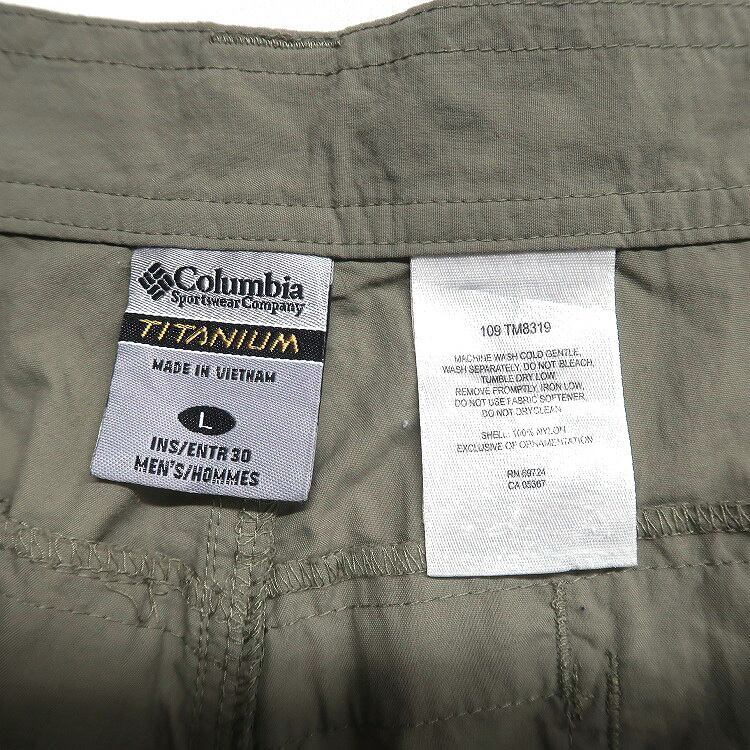 Columbia
Sportswear Company
TITANIUM
MADE IN VIETNAM
L
INS/ENTR 30
MEN'S/HOMMES
109 TM8319
MACHINE WASH COLD GENTLE,
WASH SEPARATELY, DO NOT BLEACH,
TUMBLE DRY LOW,
REMOVE PROMPTLY, IRON LOW,
DO NOT USE FABRIC SOFTENER,
DO NOT DRYCLEAN
SHELL: 100% NYLON
EXCLUSIVE OF ORNAMENTATION
RN 69724
CA 05367